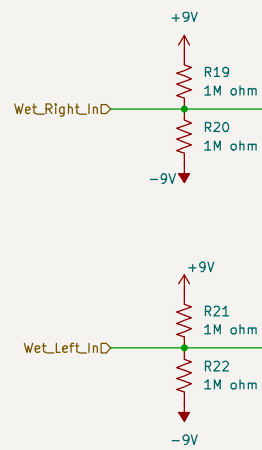 +9V
R19
1M ohm
Wet_Right_In
R20
1M ohm
-9V
+9V
R21
1M ohm
Wet_Left_In
R22
1M ohm
-9V